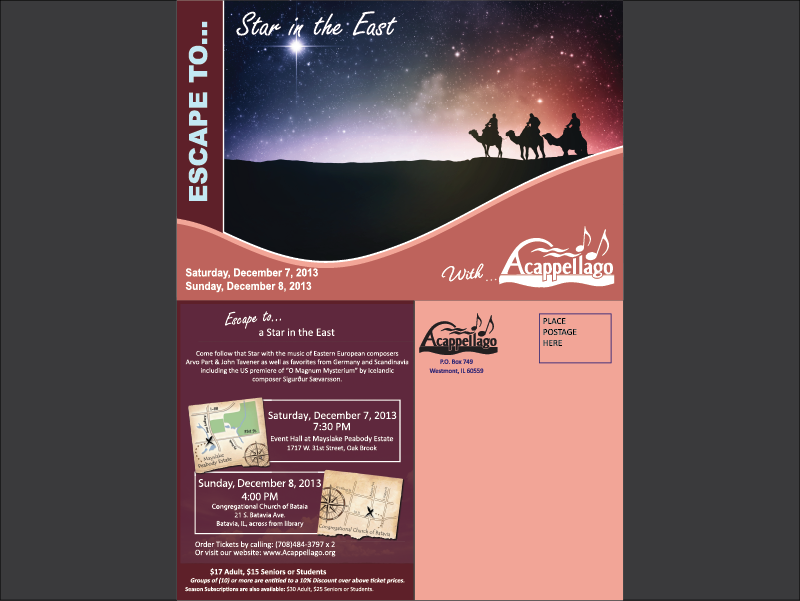 ESCAPE TO...
Star in the East
Saturday, December 7, 2013
Sunday, December 8, 2013
With...
Acappellago
Escape to...
a Star in the East
Come follow that Star with the music of Eastern European composers
Arvo Part & John Tavener as well as favorites from Germany and Scandinavia
including the US premiere of "O Magnum Mysterium" by Icelandic
composer Sigurður Sævarsson.
Mayslake
Peabody Estate
Saturday, December 7, 2013
7:30 PM
Event Hall at Mayslake Peabody Estate
1717 W. 31st Street, Oak Brook
Sunday, December 8, 2013
4:00 PM
Congregational Church of Bataia
21 S. Batavia Ave.
Batavia, IL, across from library
Congregational Church of Batavia
Order Tickets by calling: (708)484-3797 x 2
Or visit our website: www.Acappellago.org
$17 Adult, $15 Seniors or Students
Groups of (10) or more are entitled to a 10% Discount over above ticket prices.
Season Subscriptions are also available: $30 Adult, $25 Seniors or Students.
Acappellago
P.O. Box 749
Westmont, IL 60559
PLACE
POSTAGE
HERE